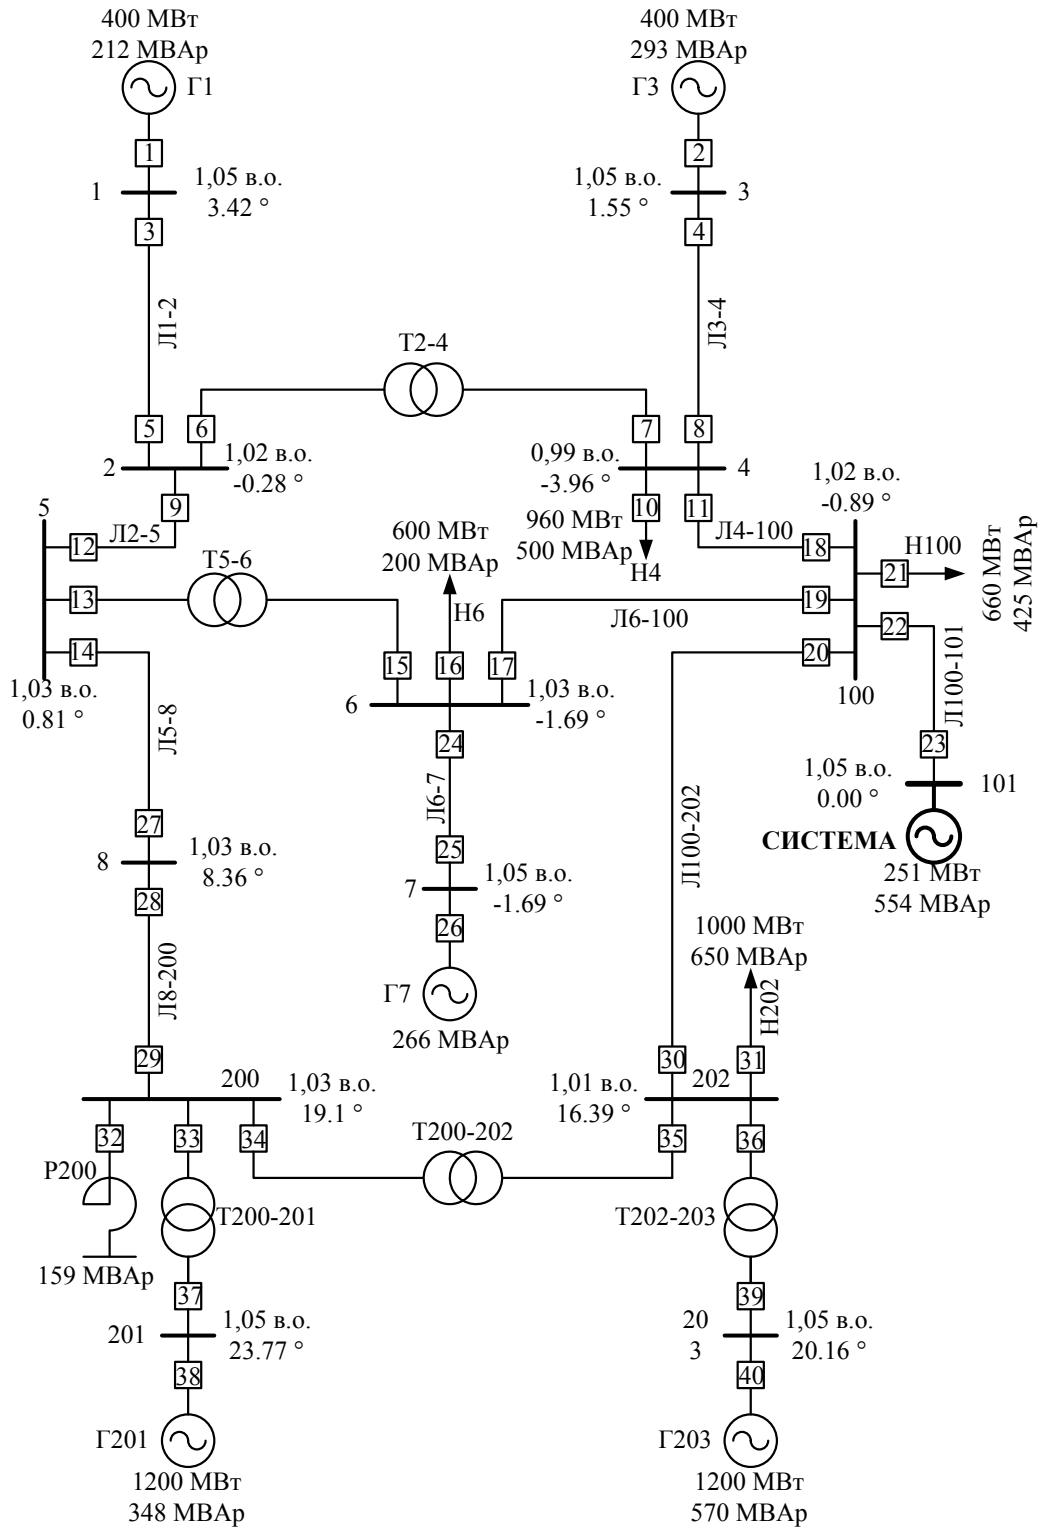 400 МВт
212 МВАр
Г1
1
1
1,05 в.о.
3.42 °
3
Л1-2
400 МВт
293 МВАр
Г3
2
1,05 в.о.
1.55 °
3
4
Л3-4
Т2-4
5
6
2
1,02 в.о.
-0.28 °
9
7
8
0,99 в.о.
-3.96 °
4
10
11
960 МВт
500 МВАр
Н4
Л4-100
1,02 в.о.
-0.89 °
5
12
Л2-5
13
Т5-6
14
1,03 в.о.
0.81 °
600 МВт
200 МВАр
Н6
15
16
17
6
1,03 в.о.
-1.69 °
Л6-100
18
19
20
21
Н100
660 МВт
425 МВАр
22
100
Л100-101
23
1,05 в.о.
0.00 °
101
СИСТЕМА
251 МВт
554 МВАр
24
Л6-7
25
7
1,05 в.о.
-1.69 °
26
Г7
266 МВАр
Л5-8
27
8
1,03 в.о.
8.36 °
28
Л8-200
29
Л100-202
1000 МВт
650 МВАр
Н202
30
31
200
1,03 в.о.
19.1 °
1,01 в.о.
16.39 °
202
32
33
34
Т200-202
35
36
Р200
159 МВАр
Т200-201
Т202-203
37
201
1,05 в.о.
23.77 °
38
Г201
1200 МВт
348 МВАр
39
20
3
1,05 в.о.
20.16 °
40
Г203
1200 МВт
570 МВАр